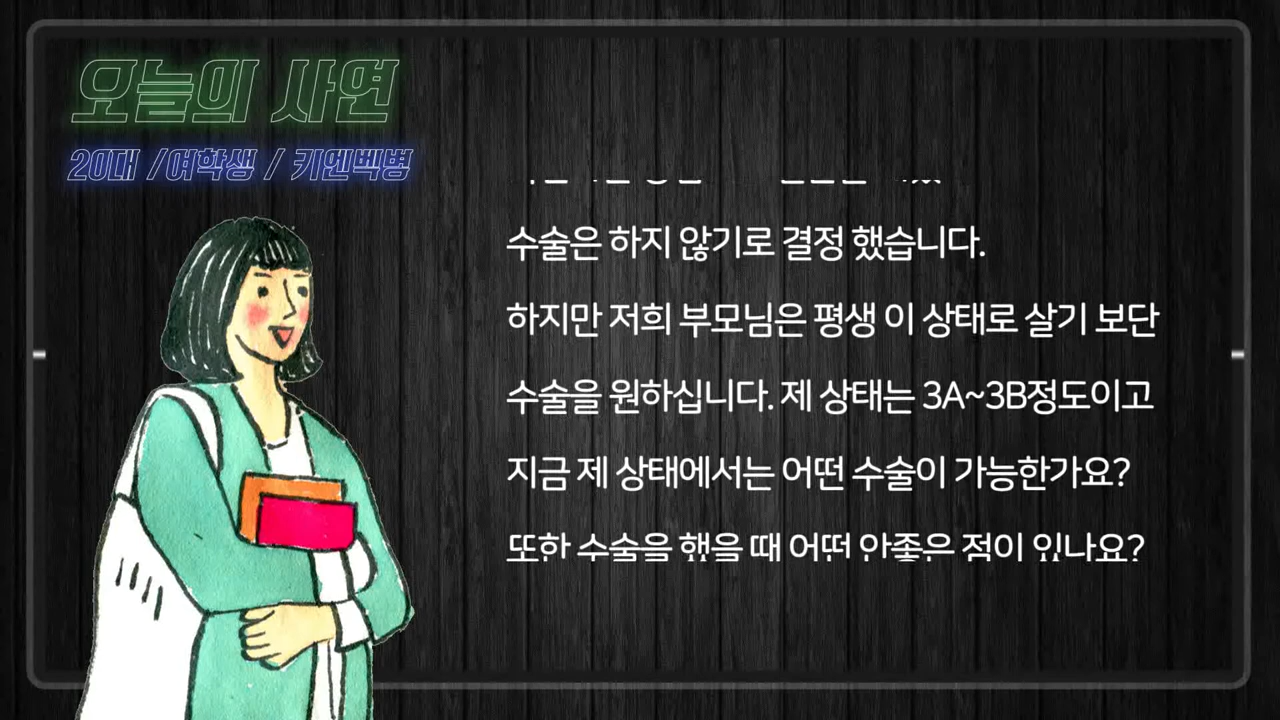 오늘의 사연
20대 /여학생 / 키엔벡병
수술은 하지 않기로 결정 했습니다.
하지만 저희 부모님은 평생 이 상태로 살기 보단
수술을 원하십니다. 제 상태는 3A~3B정도이고
지금 제 상태에서는 어떤 수술이 가능한가요?
또한 수술을 했을 때 어떤 안좋은 점이 있나요?